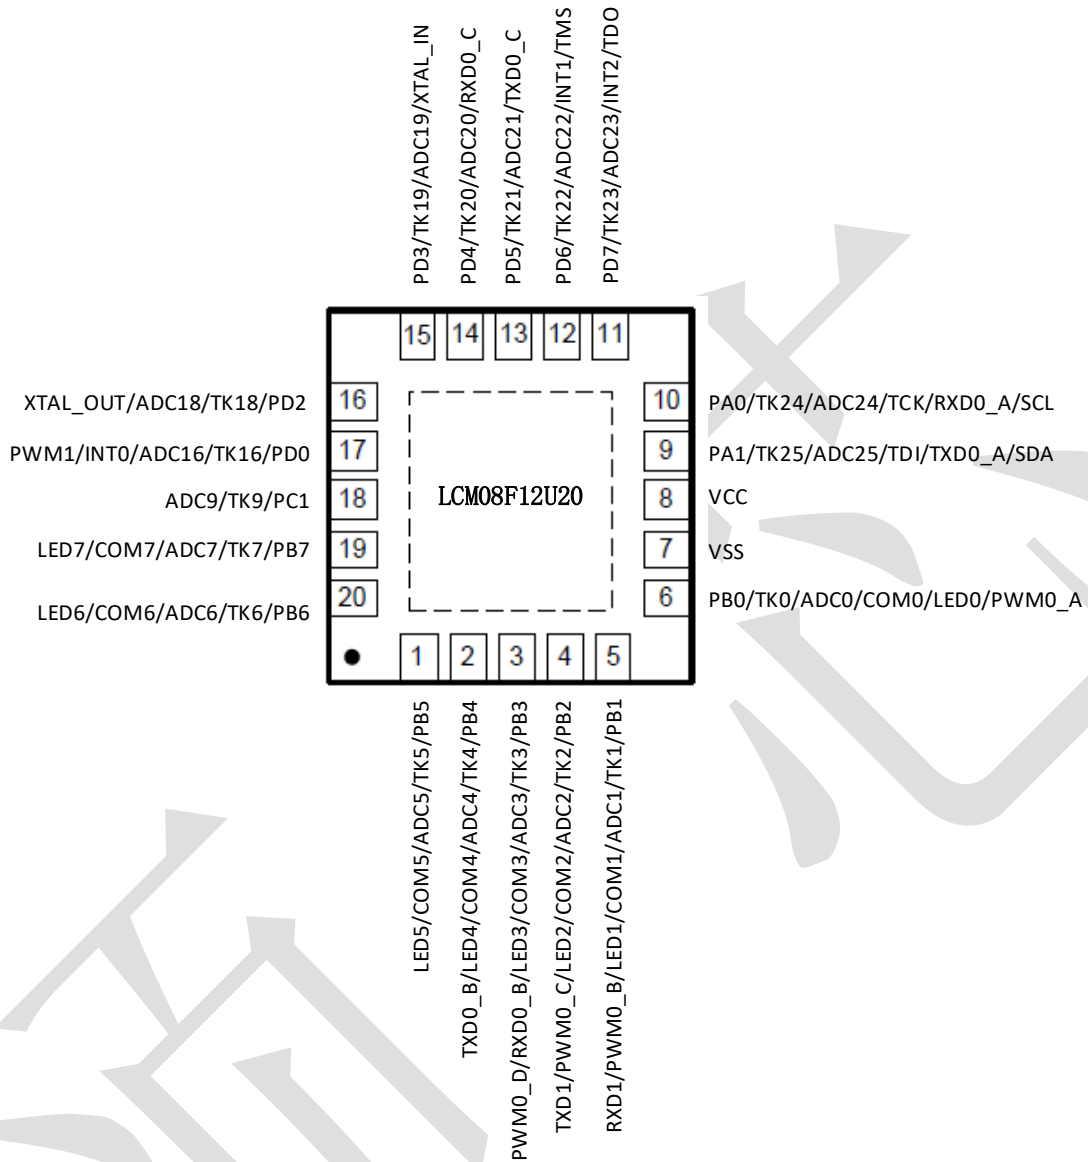 PD3/TK19/ADC19/XTAL_IN
PD4/TK20/ADC20/RXD0_C
PD5/TK21/ADC21/TXD0_C
PD6/TK22/ADC22/INT1/TMS
PD7/TK23/ADC23/INT2/TDO
15
14
13
12
11
XTAL_OUT/ADC18/TK18/PD2
16
PWM1/INT0/ADC16/TK16/PD0
17
ADC9/TK9/PC1
18
LED7/COM7/ADC7/TK7/PB7
19
LED6/COM6/ADC6/TK6/PB6
20
LCM08F12U20
10
PA0/TK24/ADC24/TCK/RXD0_A/SCL
9
PA1/TK25/ADC25/TDI/TXD0_A/SDA
8
VCC
7
VSS
6
PB0/TK0/ADC0/COM0/LED0/PWM0_A
1
2
3
4
5
LED5/COM5/ADC5/TK5/PB5
TXD0_B/LED4/COM4/ADC4/TK4/PB4
PWM0_D/RXD0_B/LED3/COM3/ADC3/TK3/PB3
TXD1/PWM0_C/LED2/COM2/ADC2/TK2/PB2
RXD1/PWM0_B/LED1/COM1/ADC1/TK1/PB1